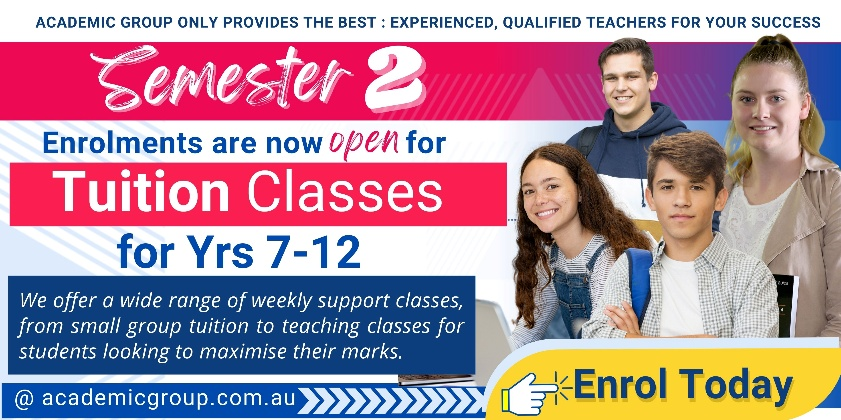 ACADEMIC GROUP ONLY PROVIDES THE BEST : EXPERIENCED, QUALIFIED TEACHERS FOR YOUR SUCCESS
Semester 2
Enrolments are now open for
Tuition Classes
for Yrs 7-12
We offer a wide range of weekly support classes,
from small group tuition to teaching classes for
students looking to maximise their marks.
@ academicgroup.com.au
Enrol Today